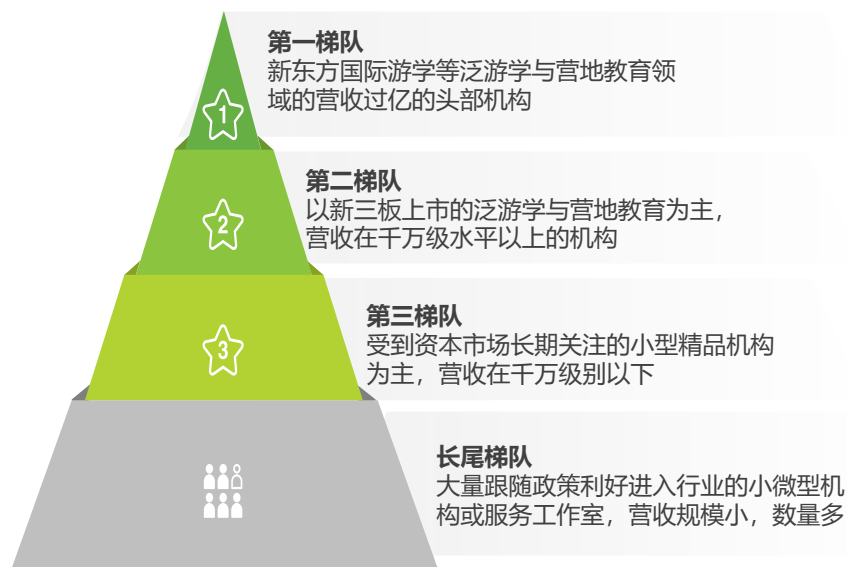 1
第一梯队
新东方国际游学等泛游学与营地教育领
域的营收过亿的头部机构
2
第二梯队
以新三板上市的泛游学与营地教育为主，
营收在千万级水平以上的机构
3
第三梯队
受到资本市场长期关注的小型精品机构
为主，营收在千万级别以下
长尾梯队
大量跟随政策利好进入行业的小微型机
构或服务工作室，营收规模小，数量多